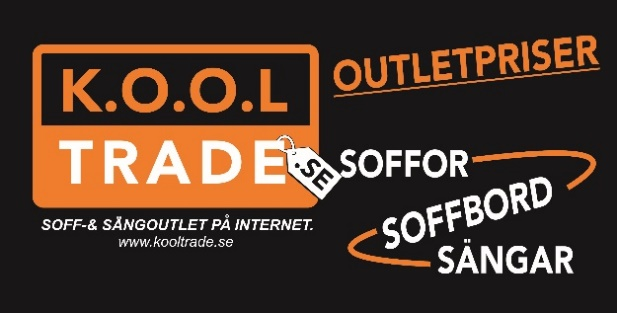 K.O.O.L
TRADE
.SE
SOFF-& SÄNGOUTLET PÅ INTERNET.
www.kooltrade.se
OUTLETPRISER
SOFFOR
SOFFBORD
SÄNGAR